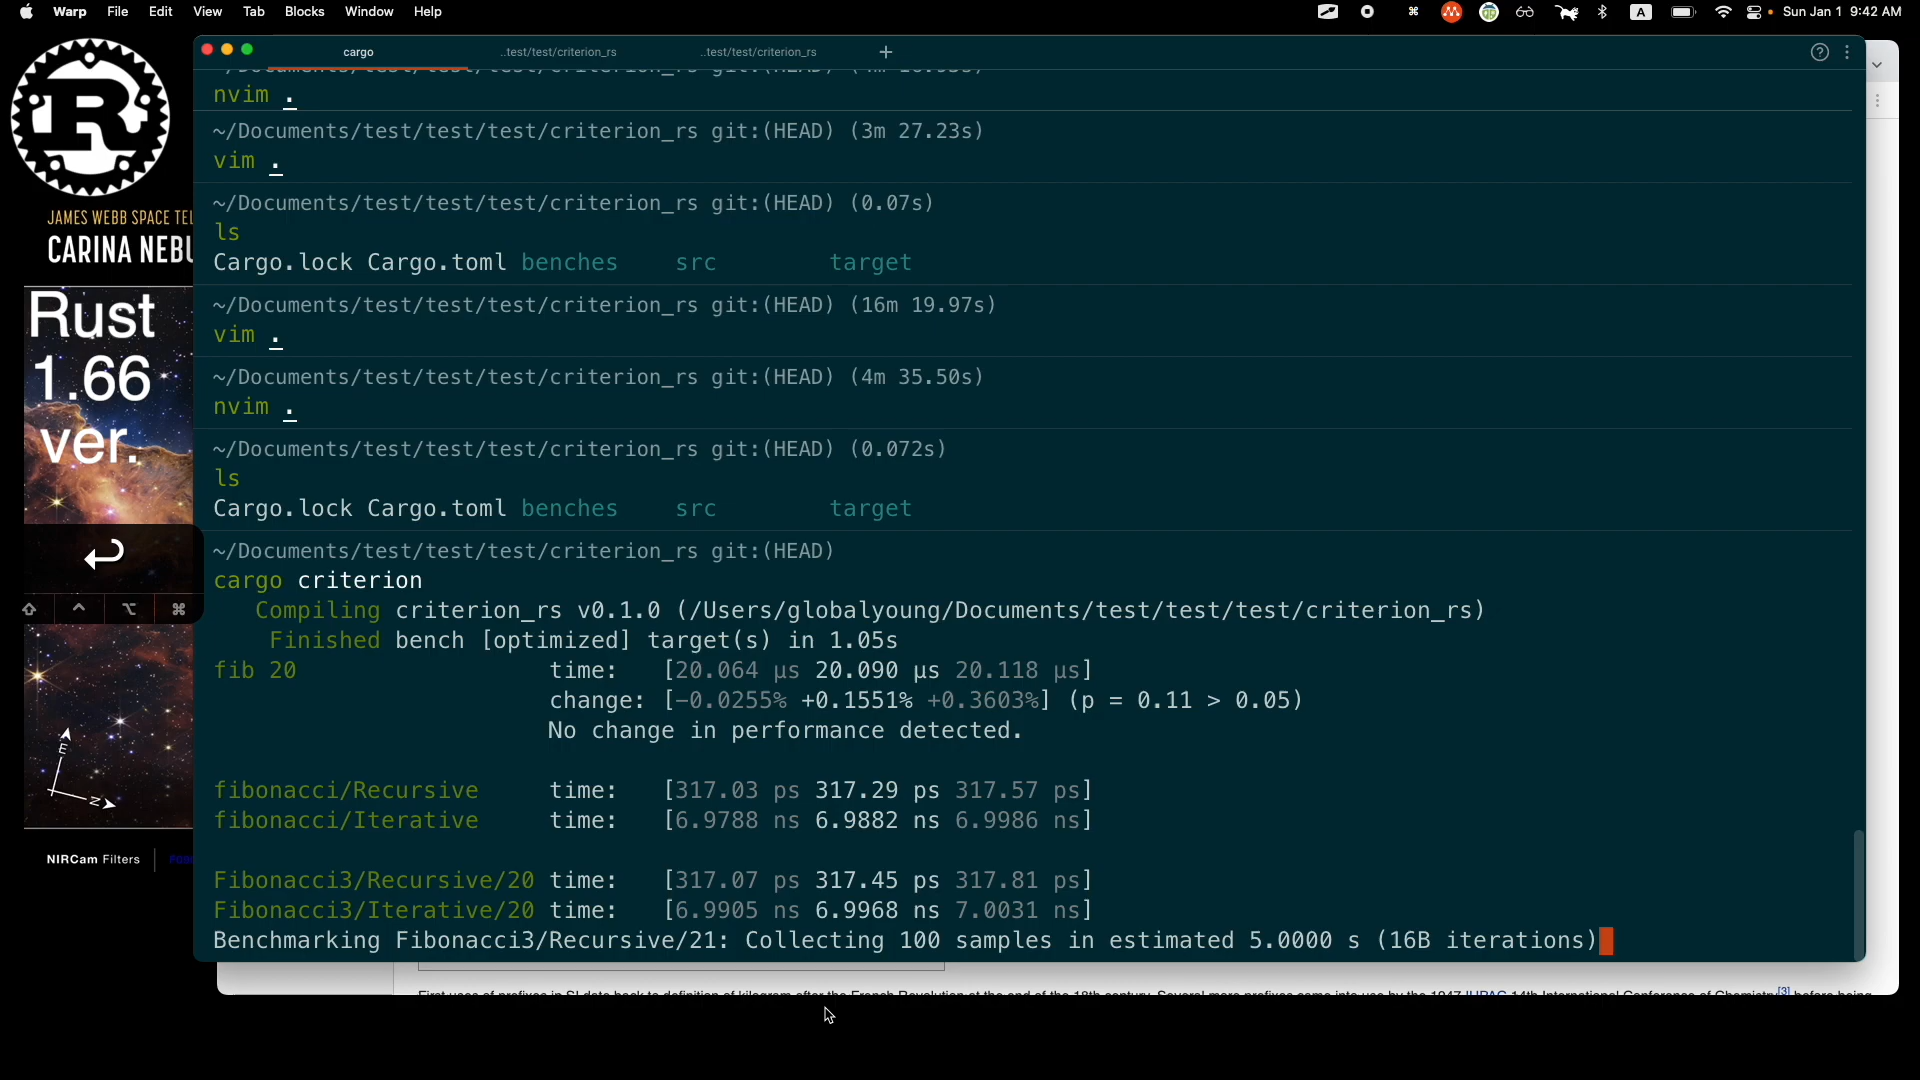 Warp File Edit View Tab Blocks Window Help
A Sun Jan 1 9:42 AM
cargo ..test/test/criterion_rs ..test/test/criterion_rs +
nvim .
~/Documents/test/test/test/criterion_rs git:(HEAD) (3m 27.23s)
vim .
~/Documents/test/test/test/criterion_rs git:(HEAD) (0.07s)
ls
Cargo.lock Cargo.toml benches src target
~/Documents/test/test/test/criterion_rs git:(HEAD) (16m 19.97s)
vim .
~/Documents/test/test/test/criterion_rs git:(HEAD) (4m 35.50s)
nvim .
~/Documents/test/test/test/criterion_rs git:(HEAD) (0.072s)
ls
Cargo.lock Cargo.toml benches src target
~/Documents/test/test/test/criterion_rs git:(HEAD)
cargo criterion
Compiling criterion_rs v0.1.0 (/Users/globalyoung/Documents/test/test/test/criterion_rs)
Finished bench [optimized] target(s) in 1.05s
fib 20 time: [20.064 µs 20.090 µs 20.118 µs]
change: [-0.0255% +0.1551% +0.3603%] (p = 0.11 > 0.05)
No change in performance detected.
fibonacci/Recursive time: [317.03 ps 317.29 ps 317.57 ps]
fibonacci/Iterative time: [6.9788 ns 6.9882 ns 6.9986 ns]
Fibonacci3/Recursive/20 time: [317.07 ps 317.45 ps 317.81 ps]
Fibonacci3/Iterative/20 time: [6.9905 ns 6.9968 ns 7.0031 ns]
Benchmarking Fibonacci3/Recursive/21: Collecting 100 samples in estimated 5.0000 s (16B iterations)
R
JAMES WEBB SPACE
CARINA
Rust
1.66
ver.
E
N
NIRCam Filters